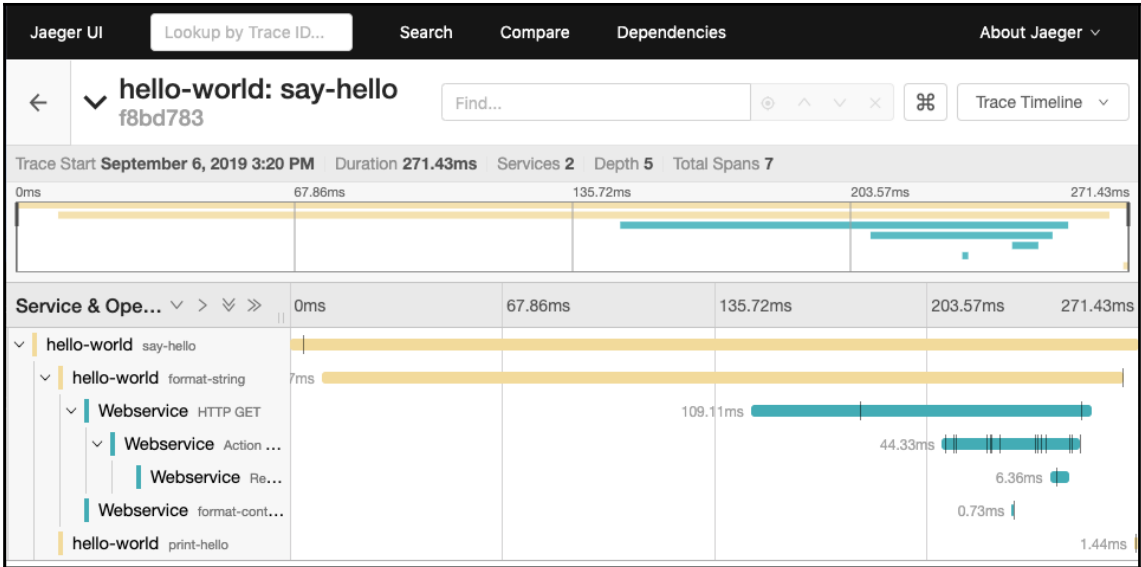 Jaeger UI Lookup by Trace ID... Search Compare Dependencies About Jaeger
hello-world: say-hello Find... ⌘ Trace Timeline
f8bd783
Trace Start September 6, 2019 3:20 PM Duration 271.43ms Services 2 Depth 5 Total Spans 7
0ms 67.86ms 135.72ms 203.57ms 271.43ms
Service & Ope... 0ms 67.86ms 135.72ms 203.57ms 271.43ms
hello-world say-hello
hello-world format-string 7ms
Webservice HTTP GET 109.11ms
Webservice Action ... 44.33ms
Webservice Re... 6.36ms
Webservice format-cont... 0.73ms
hello-world print-hello 1.44ms